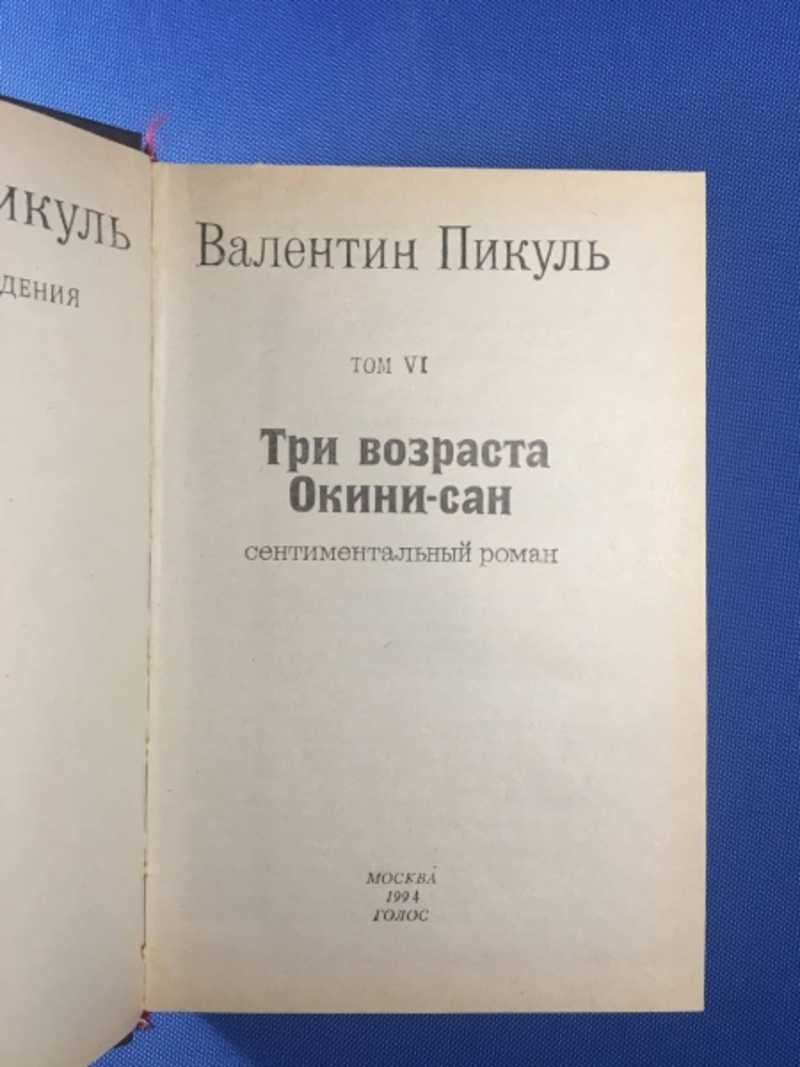 икуль
дения
Валентин Пикуль
ТОМ VI
Три возраста
Окини-сан
сентиментальный роман
МОСКВА
1994
ГОЛОС